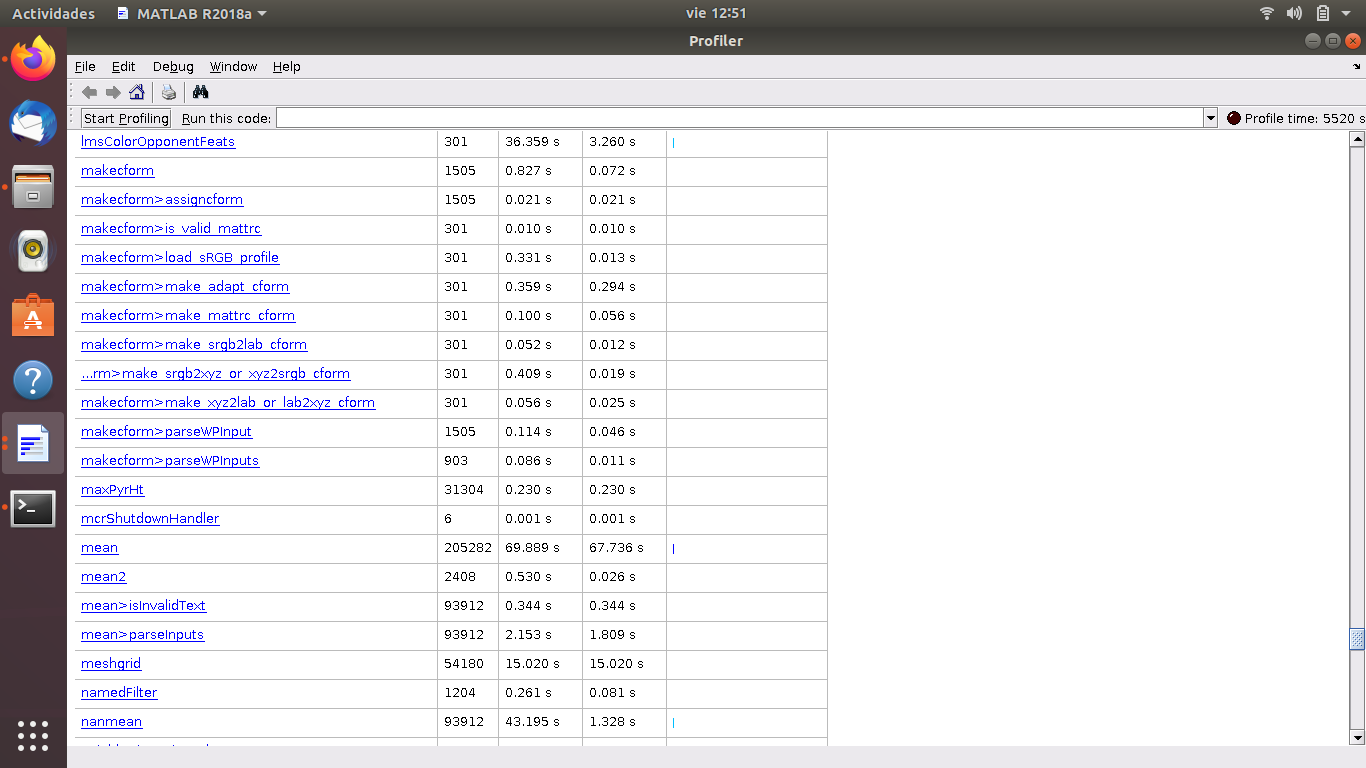 Actividades MATLAB R2018a vie 12:51
Profiler
File Edit Debug Window Help
Start Profiling Run this code: Profile time: 5520 s
lmsColorOpponentFeats 301 36.359 s 3.260 s
makecform 1505 0.827 s 0.072 s
makecform>assigncform 1505 0.021 s 0.021 s
makecform>is_valid_mattrc 301 0.010 s 0.010 s
makecform>load_sRGB_profile 301 0.331 s 0.013 s
makecform>make_adapt_cform 301 0.359 s 0.294 s
makecform>make_mattrc_cform 301 0.100 s 0.056 s
makecform>make_srgb2lab_cform 301 0.052 s 0.012 s
...rm>make_srgb2xyz_or_xyz2srgb_cform 301 0.409 s 0.019 s
makecform>make_xyz2lab_or_lab2xyz_cform 301 0.056 s 0.025 s
makecform>parseWPInput 1505 0.114 s 0.046 s
makecform>parseWPInputs 903 0.086 s 0.011 s
maxPyrHt 31304 0.230 s 0.230 s
mcrShutdownHandler 6 0.001 s 0.001 s
mean 205282 69.889 s 67.736 s
mean2 2408 0.530 s 0.026 s
mean>isInvalidText 93912 0.344 s 0.344 s
mean>parseInputs 93912 2.153 s 1.809 s
meshgrid 54180 15.020 s 15.020 s
namedFilter 1204 0.261 s 0.081 s
nanmean 93912 43.195 s 1.328 s